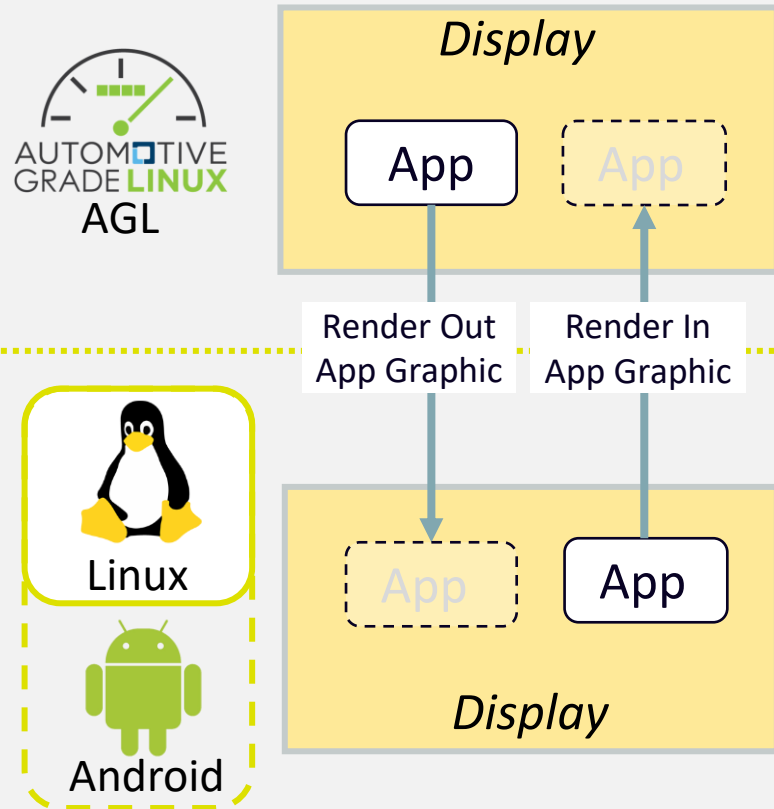 Display
AUTOMOTIVE
GRADE LINUX
AGL
App
App
Render Out
App Graphic
Render In
App Graphic
Linux
App
App
Android
Display